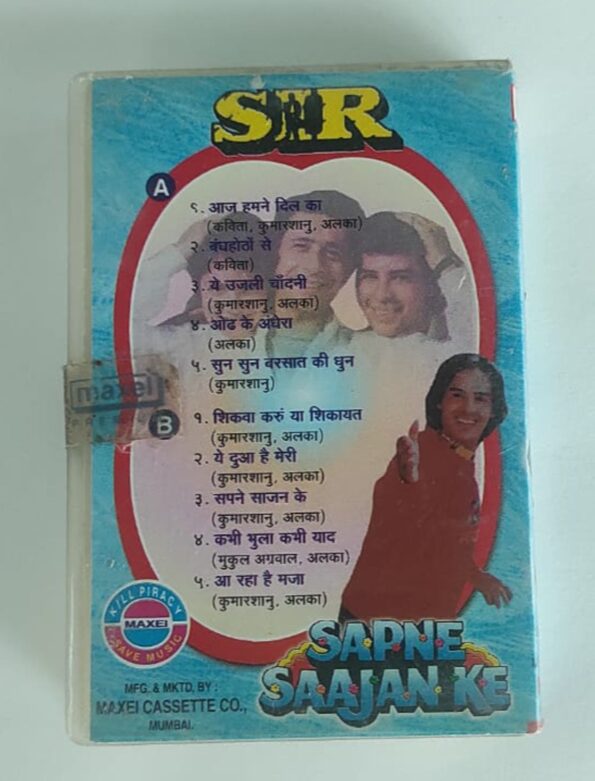 SIR
A
९. आज हमने दिल का
(कविता, कुमारशानु, अलका)
२. बंघहोठों से
(कविला)
३. ये उजली चाँदनी
(कुमारशानु, अलका)
४. ओढ के अंधेरा
(अलका)
५. सुन सुन बरसात की धुन
(कुमारशानु)
maxel
B
१. शिकवा करुं या शिकायत
(कुमारशानु, अलका)
२. ये दुआ है मेरी
(कुमारशानु, अलका)
३. सपने साजन के
(कुमारशानु, अलका)
४. कभी भुला कभी याद
(मुकुल अग्रवाल, अलका)
५. आ रहा है मजा
(कुमारशानु, अलका)
KILL PIRACY
MAXEI
SAVE MUSIC
SAPNE
SAAJAN KE
MFG. & MKTD. BY :
MAXEI CASSETTE CO.,
MUMBAI.